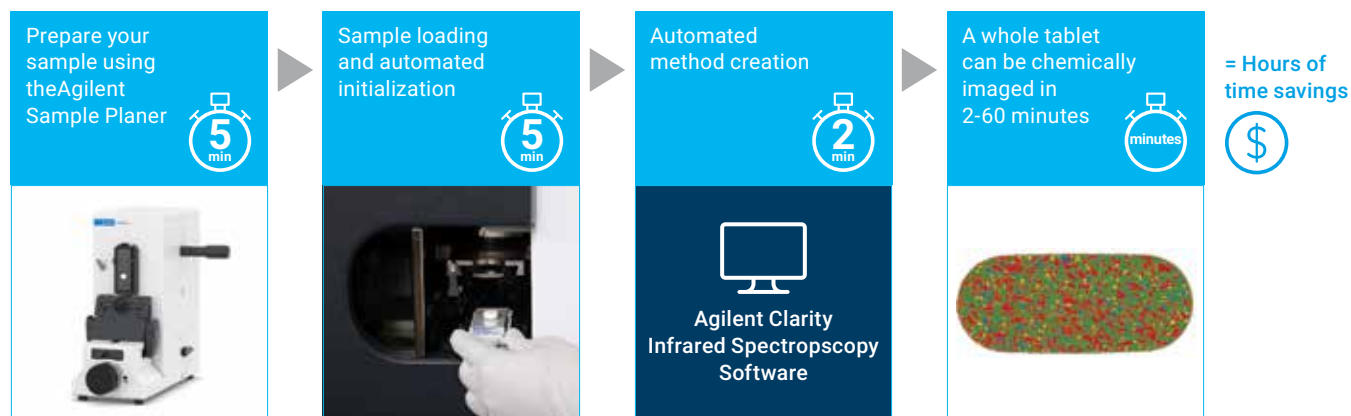 Prepare your
sample using
theAgilent
Sample Planer
5
min
Sample loading
and automated
initialization
5
min
Automated
method creation
2
min
A whole tablet
can be chemically
imaged in
2-60 minutes
minutes
= Hours of
time savings
$
Agilent Clarity
Infrared Spectropscopy
Software